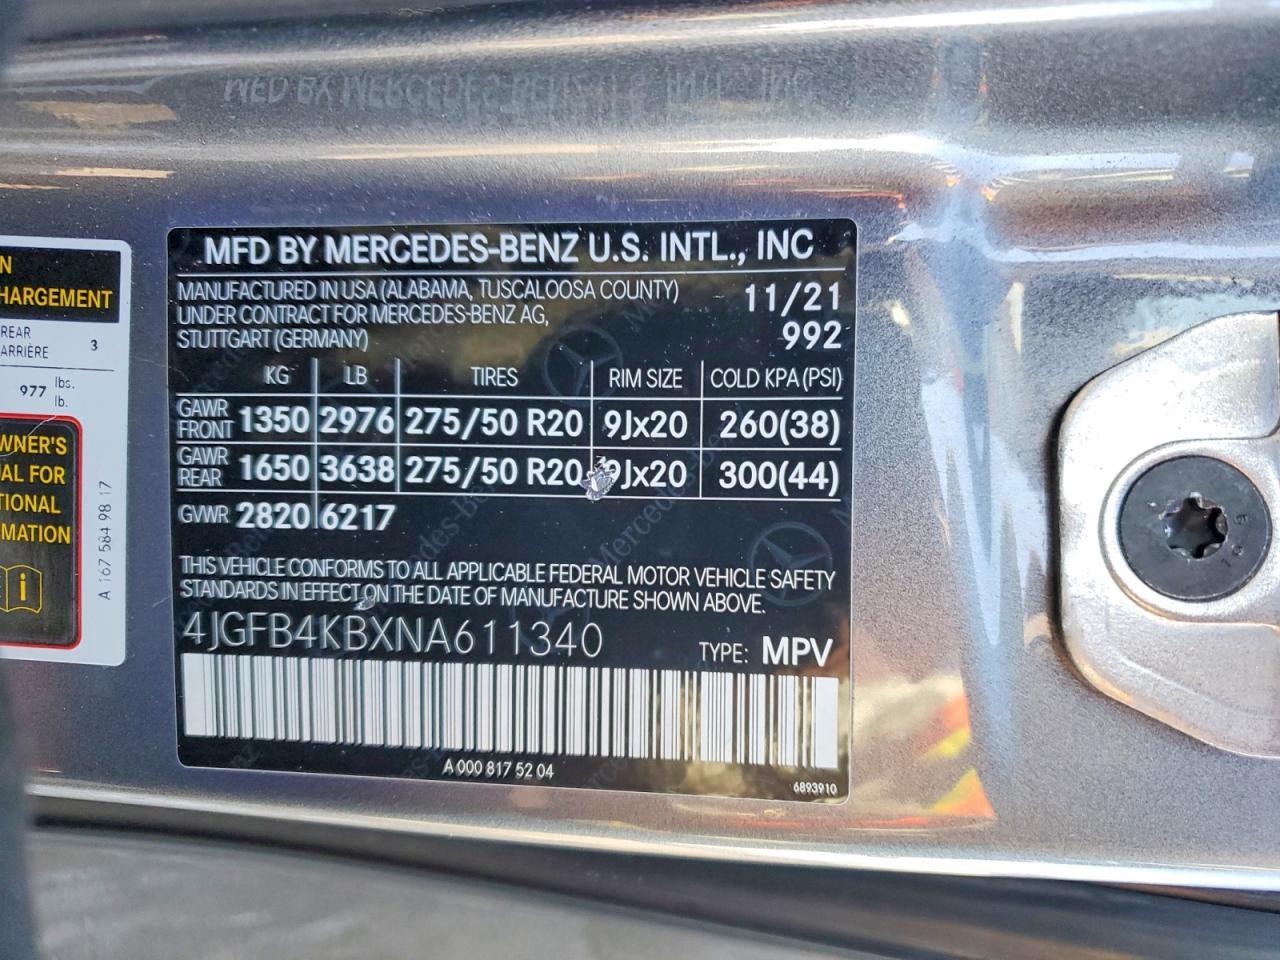 MFD BY MERCEDES-BENZ U.S. INTL., INC
MANUFACTURED IN USA (ALABAMA, TUSCALOOSA COUNTY) 11/21
UNDER CONTRACT FOR MERCEDES-BENZ AG,
STUTTGART (GERMANY) 992
KG LB TIRES RIM SIZE COLD KPA (PSI)
GAWR FRONT 1350 2976 275/50 R20 9Jx20 260(38)
GAWR REAR 1650 3638 275/50 R20 9Jx20 300(44)
GVWR 2820 6217
THIS VEHICLE CONFORMS TO ALL APPLICABLE FEDERAL MOTOR VEHICLE SAFETY
STANDARDS IN EFFECT ON THE DATE OF MANUFACTURE SHOWN ABOVE.
4JGFB4KBXNA611340
TYPE: MPV
A 000 817 52 04
6893910
N
HARGEMENT
REAR
ARRIÈRE 3
977 lbs.
lb.
WNER'S
UAL FOR
TIONAL
MATION
i
A 167 584 98 17